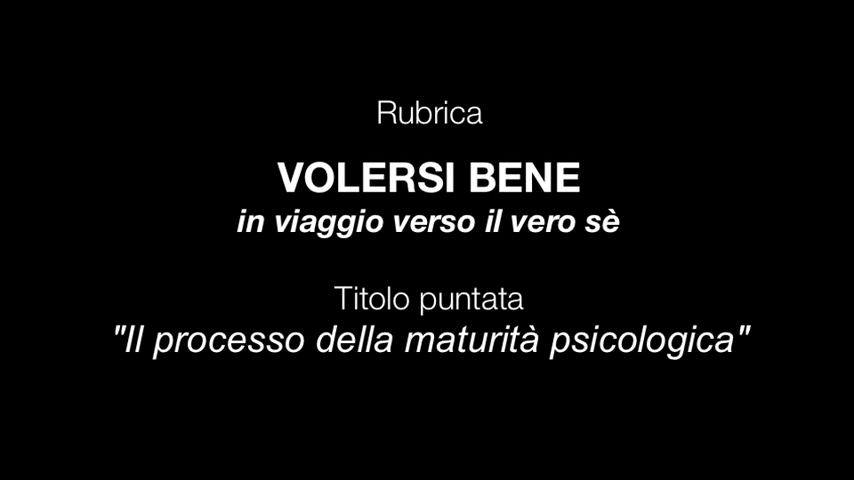 Rubrica
VOLERSI BENE
in viaggio verso il vero sè
Titolo puntata
"Il processo della maturità psicologica"